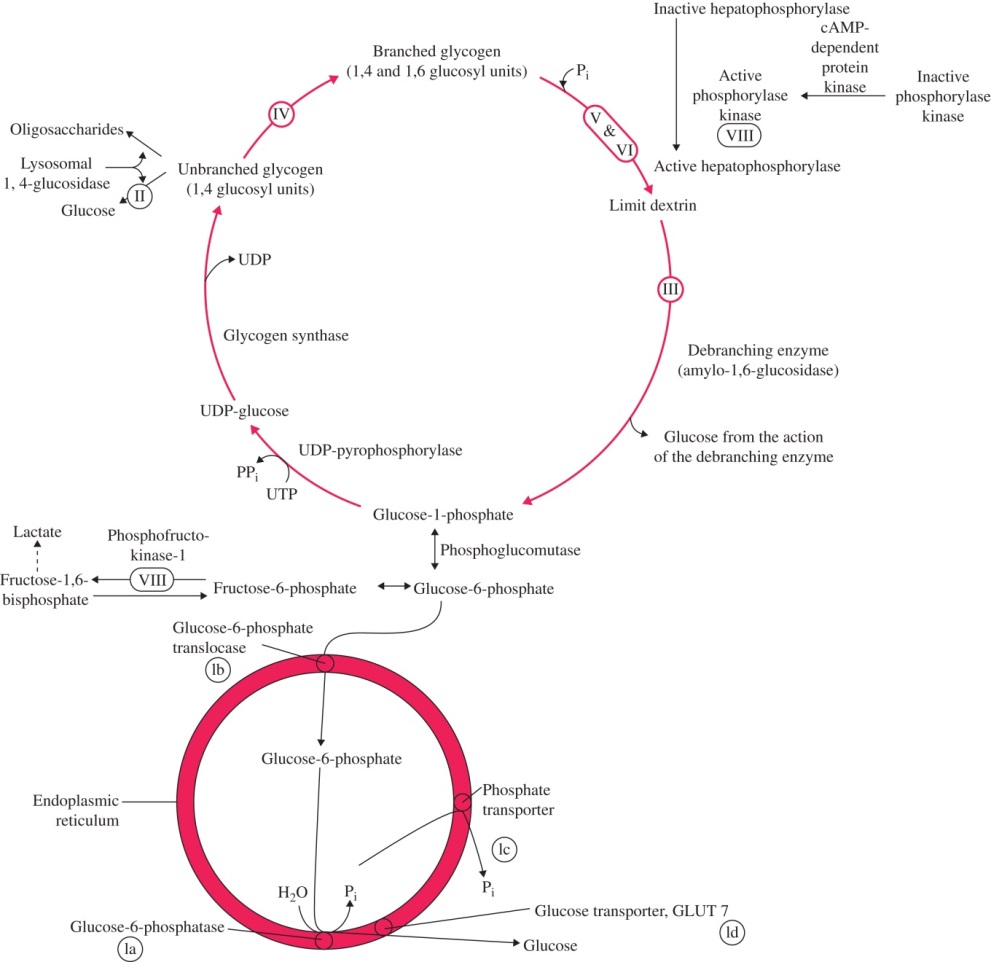 Inactive hepatophosphorylase
cAMP-
dependent
protein
kinase
Active
phosphorylase
kinase
VIII
Inactive
phosphorylase
kinase
Branched glycogen
(1,4 and 1,6 glucosyl units)
Pi
V
&
VI
Active hepatophosphorylase
Limit dextrin
IV
Oligosaccharides
Lysosomal
1, 4-glucosidase
II
Glucose
Unbranched glycogen
(1,4 glucosyl units)
UDP
III
Glycogen synthase
Debranching enzyme
(amylo-1,6-glucosidase)
UDP-glucose
Glucose from the action
of the debranching enzyme
UDP-pyrophosphorylase
PPi
UTP
Glucose-1-phosphate
Phosphoglucomutase
Lactate
Phosphofructo-
kinase-1
VIII
Fructose-1,6-
bisphosphate
Fructose-6-phosphate
Glucose-6-phosphate
Glucose-6-phosphate
translocase
Ib
Glucose-6-phosphate
Endoplasmic
reticulum
Phosphate
transporter
Ic
Pi
H2O
Pi
Glucose-6-phosphatase
Ia
Glucose transporter, GLUT 7
Id
Glucose